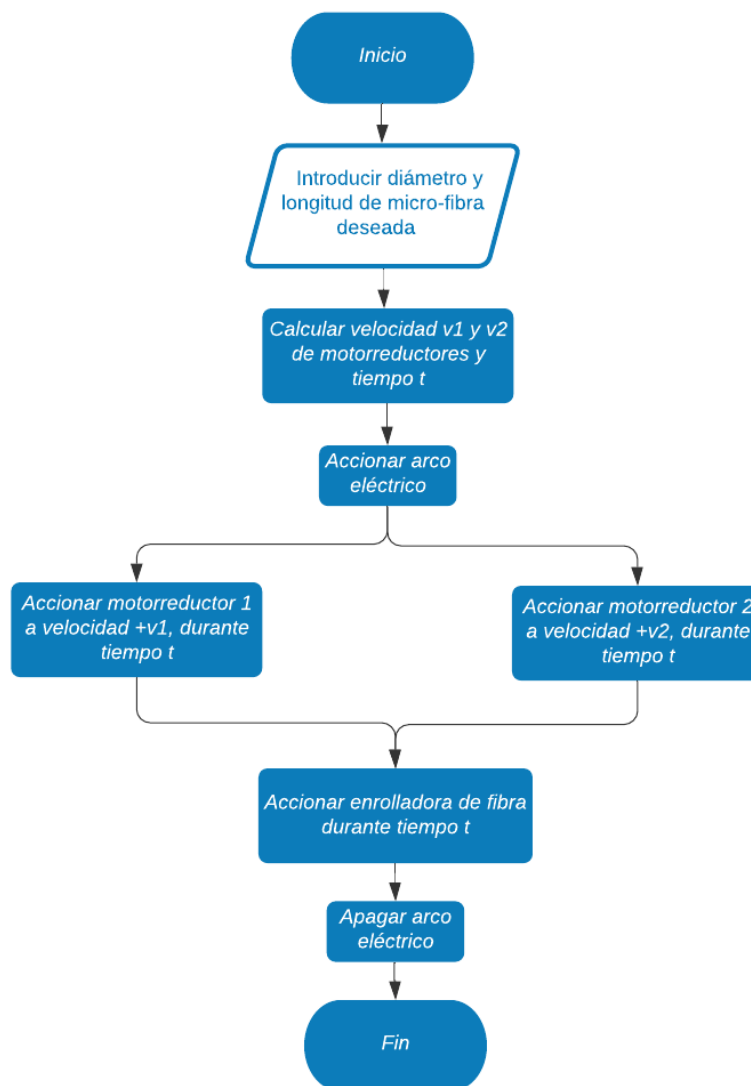 Inicio
Introducir diámetro y
longitud de micro-fibra
deseada
Calcular velocidad v1 y v2
de motorreductores y
tiempo t
Accionar arco
eléctrico
Accionar motorreductor 1
a velocidad +v1, durante
tiempo t
Accionar motorreductor 2
a velocidad +v2, durante
tiempo t
Accionar enrolladora de fibra
durante tiempo t
Apagar arco
eléctrico
Fin